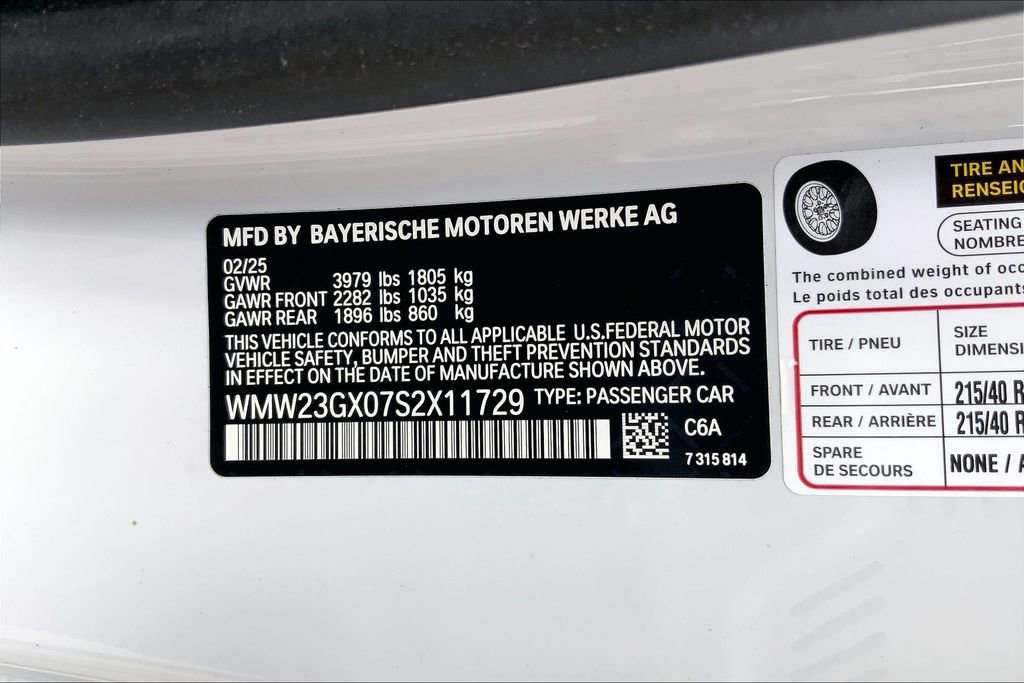 MFD BY BAYERISCHE MOTOREN WERKE AG
02/25
GVWR 3979 lbs 1805 kg
GAWR FRONT 2282 lbs 1035 kg
GAWR REAR 1896 lbs 860 kg
THIS VEHICLE CONFORMS TO ALL APPLICABLE U.S.FEDERAL MOTOR
VEHICLE SAFETY, BUMPER AND THEFT PREVENTION STANDARDS
IN EFFECT ON THE DATE OF MANUFACTURE SHOWN ABOVE.
WMW23GX07S2X11729 TYPE: PASSENGER CAR
C6A
7 315 814
TIRE AN
RENSEIG
SEATING
NOMBRE
The combined weight of occ
Le poids total des occupants
TIRE / PNEU
SIZE
DIMENSI
FRONT / AVANT 215/40 R
REAR / ARRIÈRE 215/40 R
SPARE
DE SECOURS
NONE / A